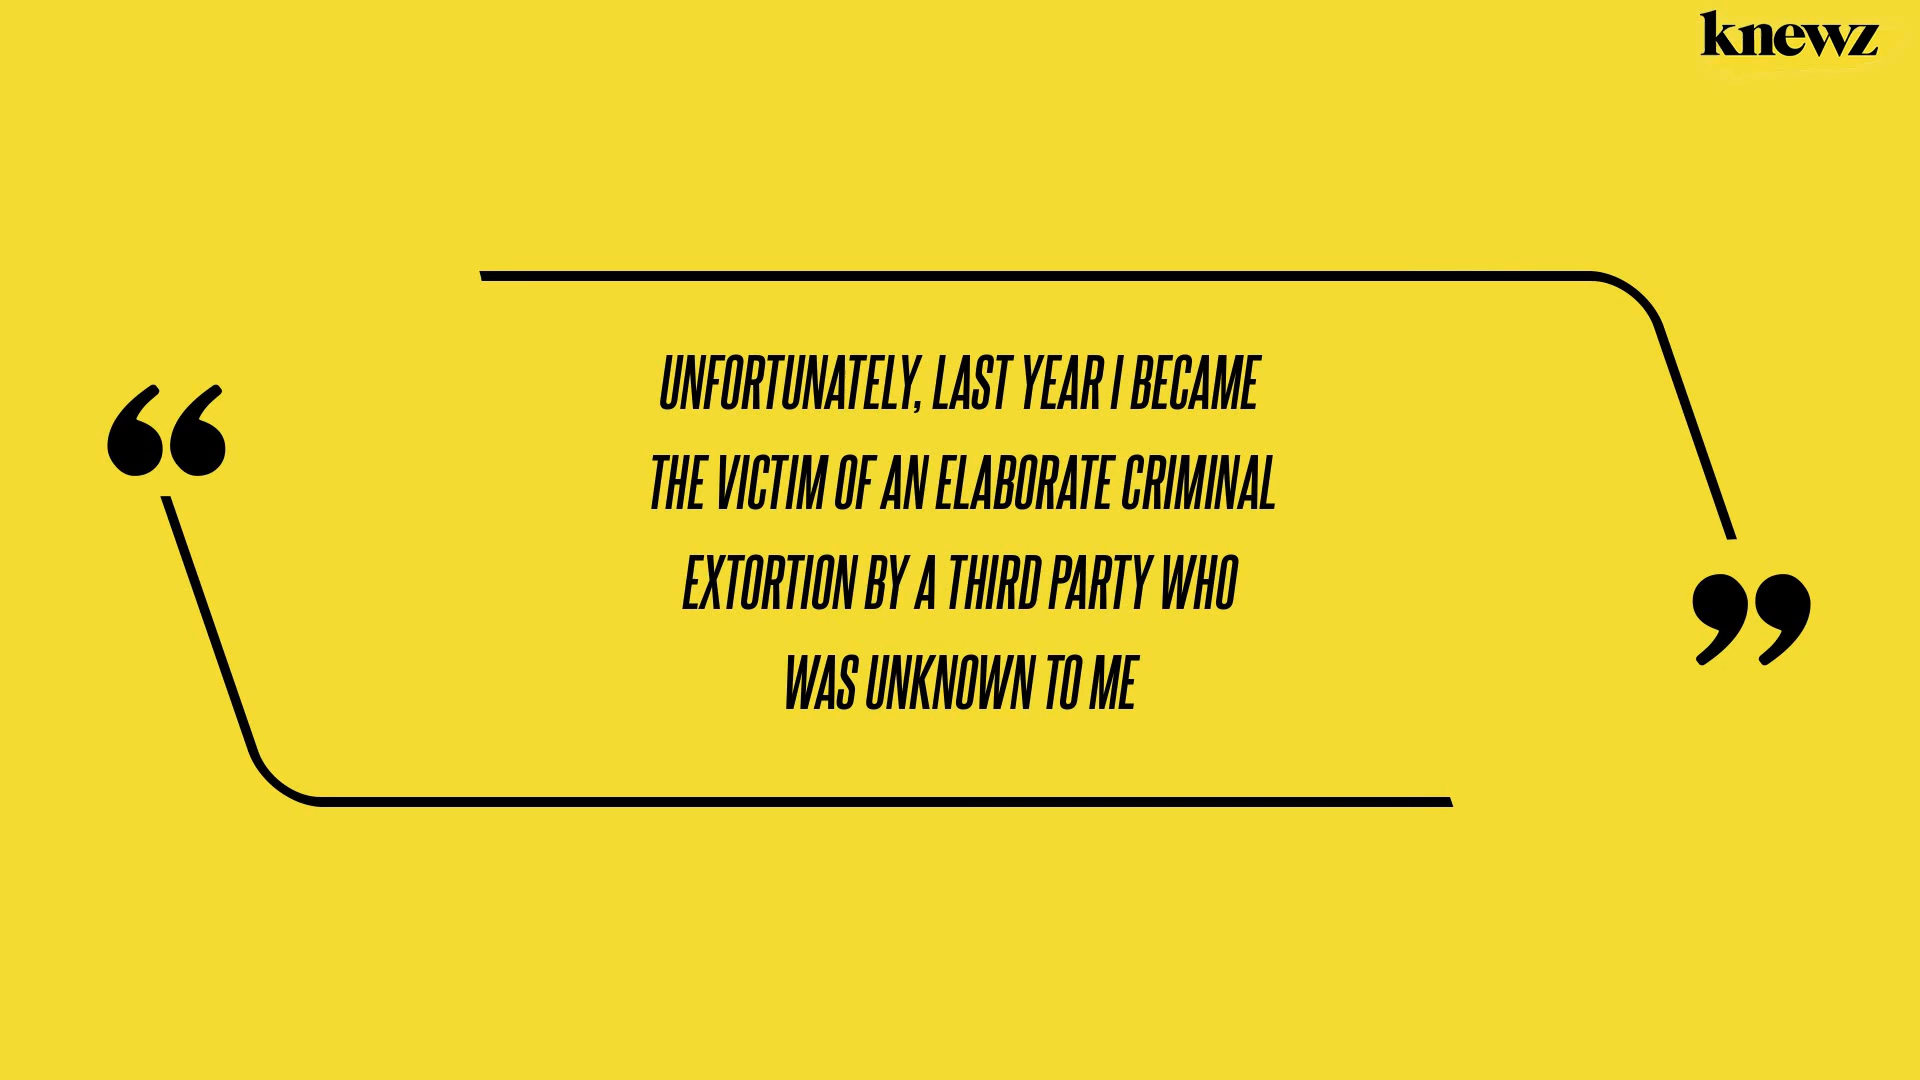 knewz
“
UNFORTUNATELY, LAST YEAR I BECAME
THE VICTIM OF AN ELABORATE CRIMINAL
EXTORTION BY A THIRD PARTY WHO
WAS UNKNOWN TO ME
”